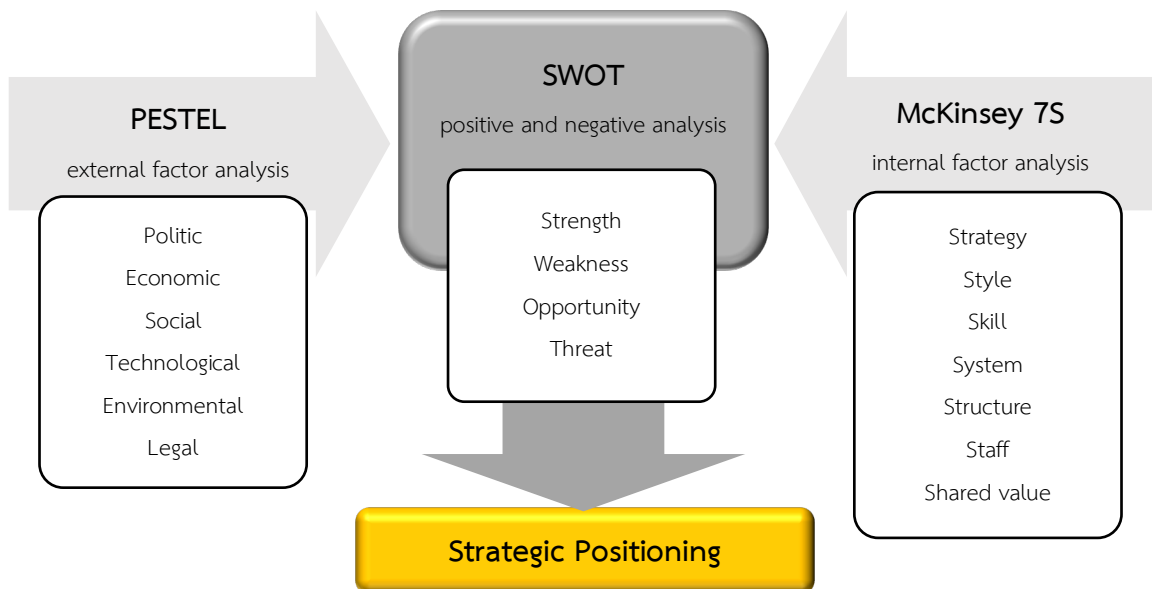 PESTEL
external factor analysis
Politic
Economic
Social
Technological
Environmental
Legal
SWOT
positive and negative analysis
Strength
Weakness
Opportunity
Threat
McKinsey 7S
internal factor analysis
Strategy
Style
Skill
System
Structure
Staff
Shared value
Strategic Positioning